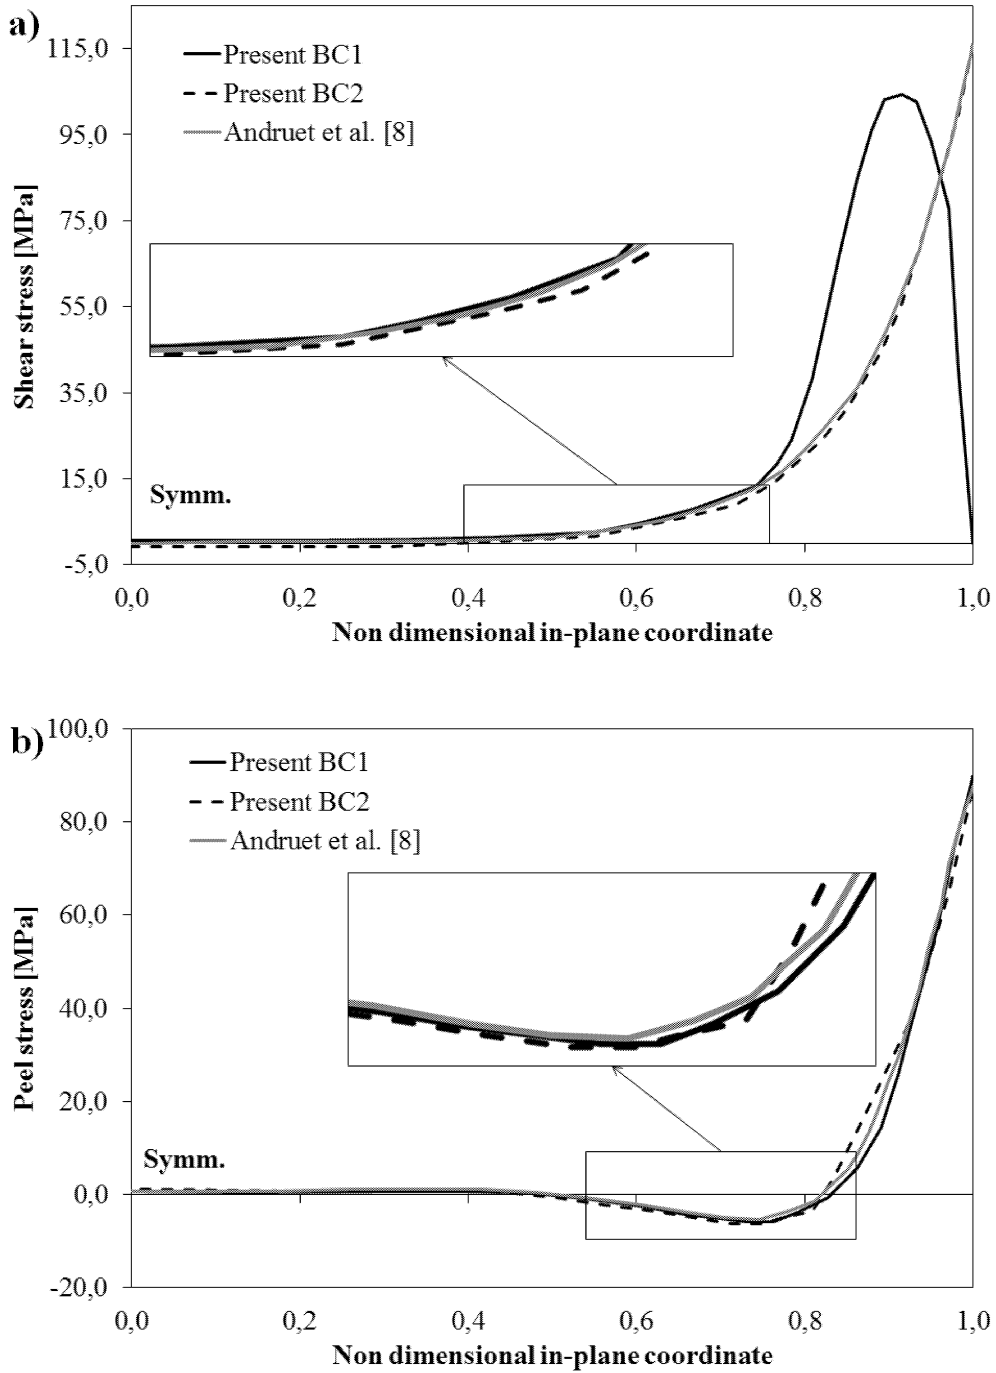 a)
115,0
95,0
75,0
55,0
35,0
15,0
-5,0
Shear stress [MPa]
Present BC1
Present BC2
Andruet et al. [8]
Symm.
0,0 0,2 0,4 0,6 0,8 1,0
Non dimensional in-plane coordinate
b)
100,0
80,0
60,0
40,0
20,0
0,0
-20,0
Peel stress [MPa]
Present BC1
Present BC2
Andruet et al. [8]
Symm.
0,0 0,2 0,4 0,6 0,8 1,0
Non dimensional in-plane coordinate